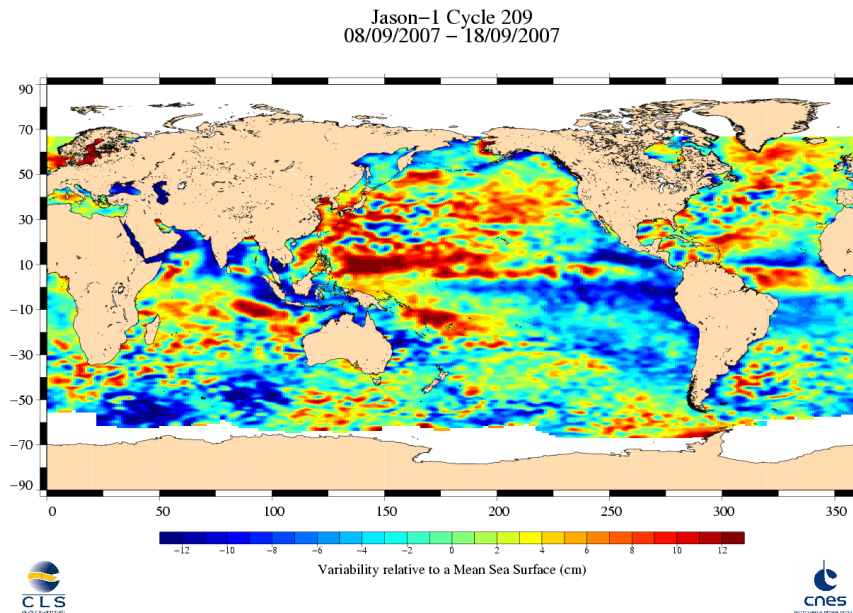 Jason−1 Cycle 209
08/09/2007 − 18/09/2007
90
70
50
30
10
−10
−30
−50
−70
−90
0 50 100 150 200 250 300 350
−12 −10 −8 −6 −4 −2 0 2 4 6 8 10 12
Variability relative to a Mean Sea Surface (cm)
CLS
cnes